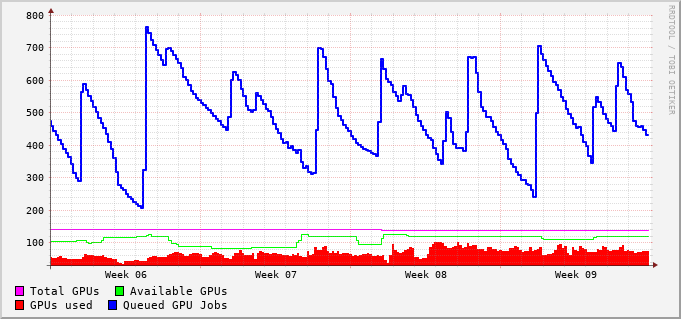 800
700
600
500
400
300
200
100
Week 06 Week 07 Week 08 Week 09
Total GPUs Available GPUs
GPUs used Queued GPU Jobs
RRDTOOL / TOBI OETIKER